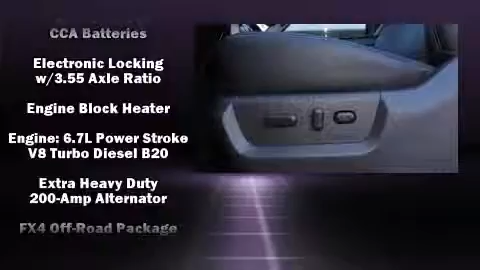 CCA Batteries
Electronic Locking
w/3.55 Axle Ratio
Engine Block Heater
Engine: 6.7L Power Stroke
V8 Turbo Diesel B20
Extra Heavy Duty
200-Amp Alternator
FX4 Off-Road Package